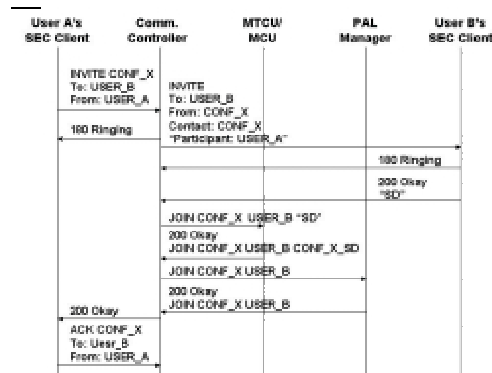 User A's
SEC Client
Comm.
Controller
MTCU/
MCU
PAL
Manager
User B's
SEC Client
INVITE CONF_X
To: USER_B
From: USER_A
INVITE
To: USER_B
From: CONF_X
Contact: CONF_X
"Participant: USER_A"
180 Ringing
180 Ringing
200 Okay
"SD"
JOIN CONF_X USER_B "SD"
200 Okay
JOIN CONF_X USER_B CONF_X_SD
JOIN CONF_X USER_B
200 Okay
JOIN CONF_X USER_B
200 Okay
ACK CONF_X
To: Uesr_B
From: USER_A